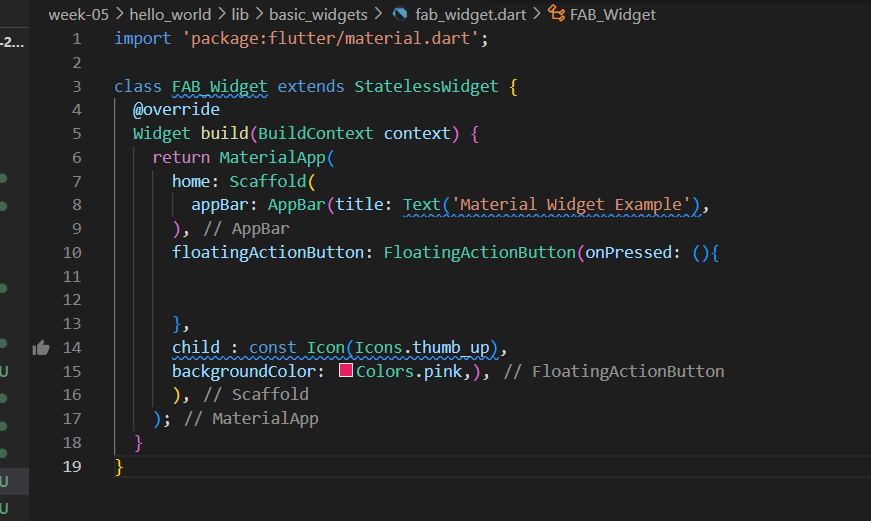 week-05 > hello_world > lib > basic_widgets > fab_widget.dart > FAB_Widget
-2...
1 import 'package:flutter/material.dart';
2
3 class FAB_Widget extends StatelessWidget {
4 @override
5 Widget build(BuildContext context) {
6 return MaterialApp(
7 home: Scaffold(
8 appBar: AppBar(title: Text('Material Widget Example'),
9 ), // AppBar
10 floatingActionButton: FloatingActionButton(onPressed: (){
11
12
13 },
14 child : const Icon(Icons.thumb_up),
15 backgroundColor: Colors.pink,), // FloatingActionButton
U
16 ), // Scaffold
17 ); // MaterialApp
18 }
19 }
U
U